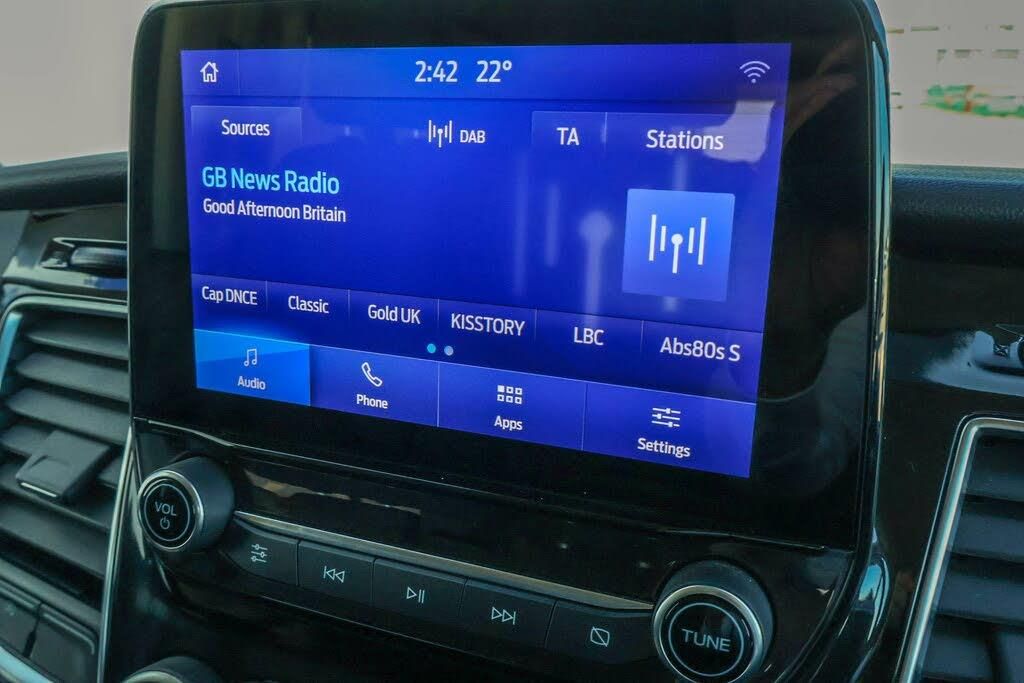 2:42 22°
Sources
DAB
TA
Stations
GB News Radio
Good Afternoon Britain
Cap DNCE
Classic
Gold UK
KISSTORY
LBC
Abs80s S
Audio
Phone
Apps
Settings
VOL
TUNE